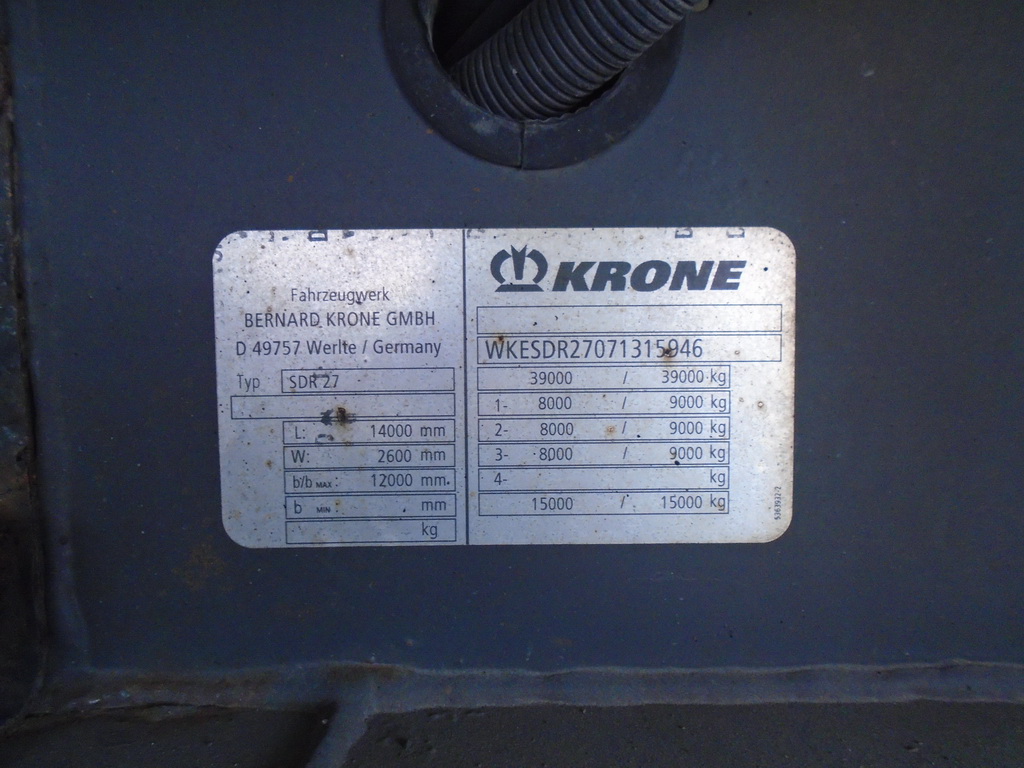 Fahrzeugwerk
BERNARD KRONE GMBH
D 49757 Werlte / Germany
Typ SDR 27
L: 14000 mm
W: 2600 mm
b/b MAX : 12000 mm
b MIN : mm
kg
KRONE
WKESDR27071315946
39000 / 39000 kg
1- 8000 / 9000 kg
2- 8000 / 9000 kg
3- 8000 / 9000 kg
4- kg
15000 / 15000 kg